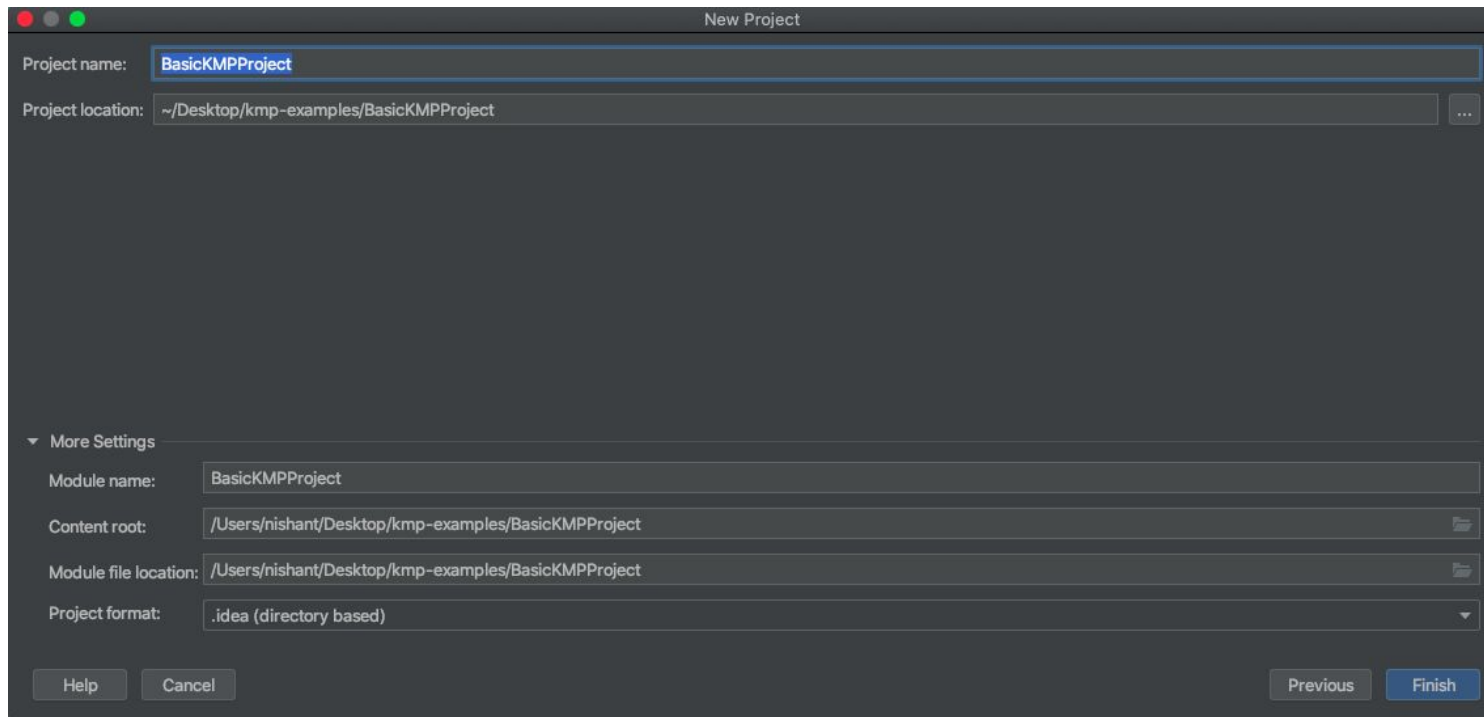 New Project
Project name: BasicKMPProject
Project location: ~/Desktop/kmp-examples/BasicKMPProject ...
More Settings
Module name: BasicKMPProject
Content root: /Users/nishant/Desktop/kmp-examples/BasicKMPProject
Module file location: /Users/nishant/Desktop/kmp-examples/BasicKMPProject
Project format: .idea (directory based)
Help Cancel Previous Finish